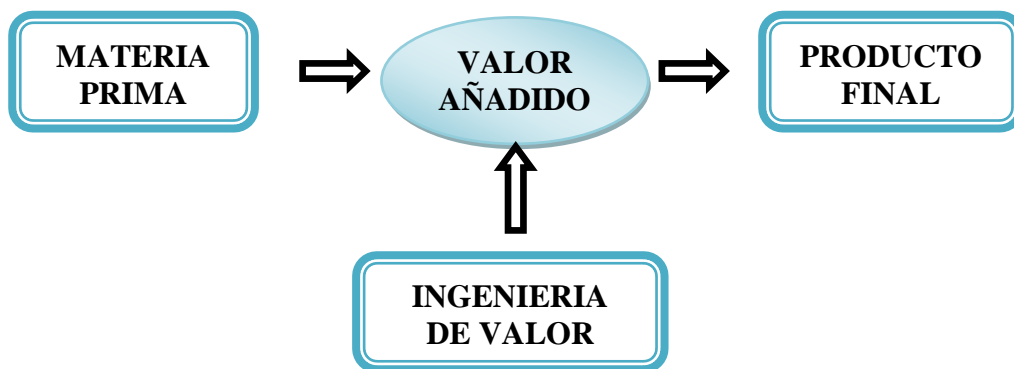 MATERIA
PRIMA
VALOR
AÑADIDO
PRODUCTO
FINAL
INGENIERIA
DE VALOR